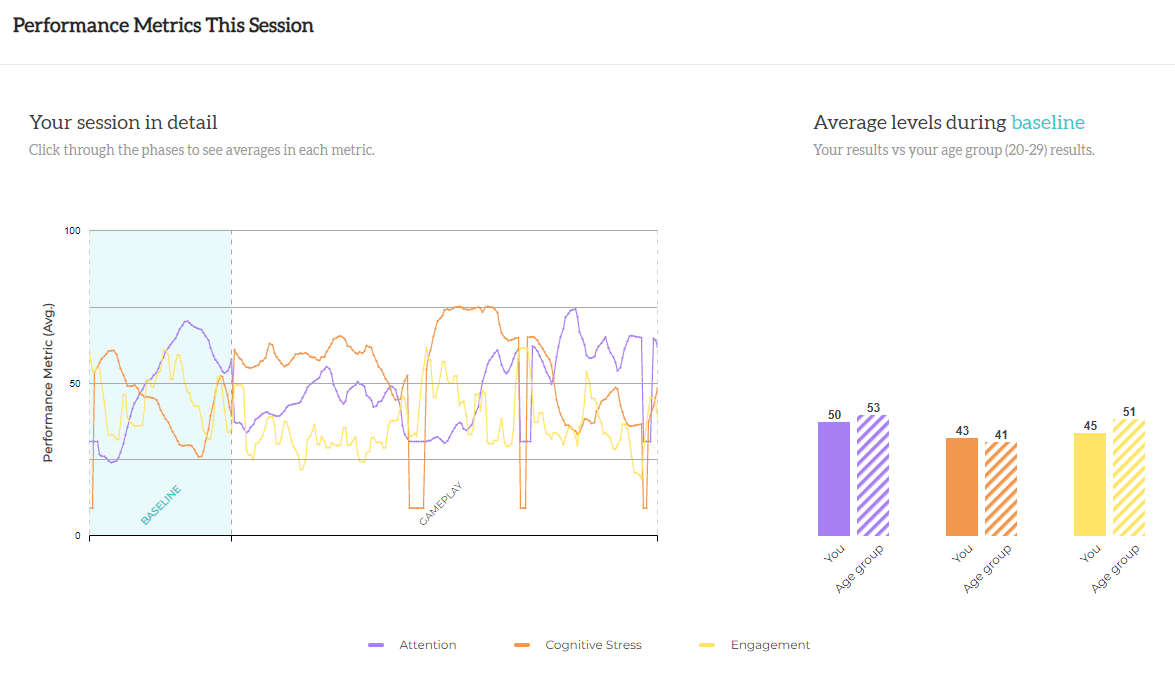 Performance Metrics This Session
Your session in detail
Click through the phases to see averages in each metric.
Average levels during baseline
Your results vs your age group (20-29) results.
Performance Metric (Avg.)
100
50
0
BASELINE
GAMEPLAY
50
53
43
41
45
51
You
Age group
You
Age group
You
Age group
Attention
Cognitive Stress
Engagement